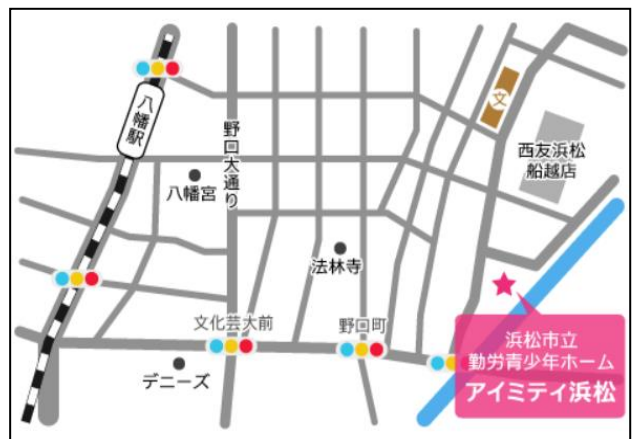 八幡駅
八幡宮
野口大通り
文
西友浜松
船越店
法林寺
文化芸大前
野口町
デニーズ
浜松市立
勤労青少年ホーム
アイミティ浜松